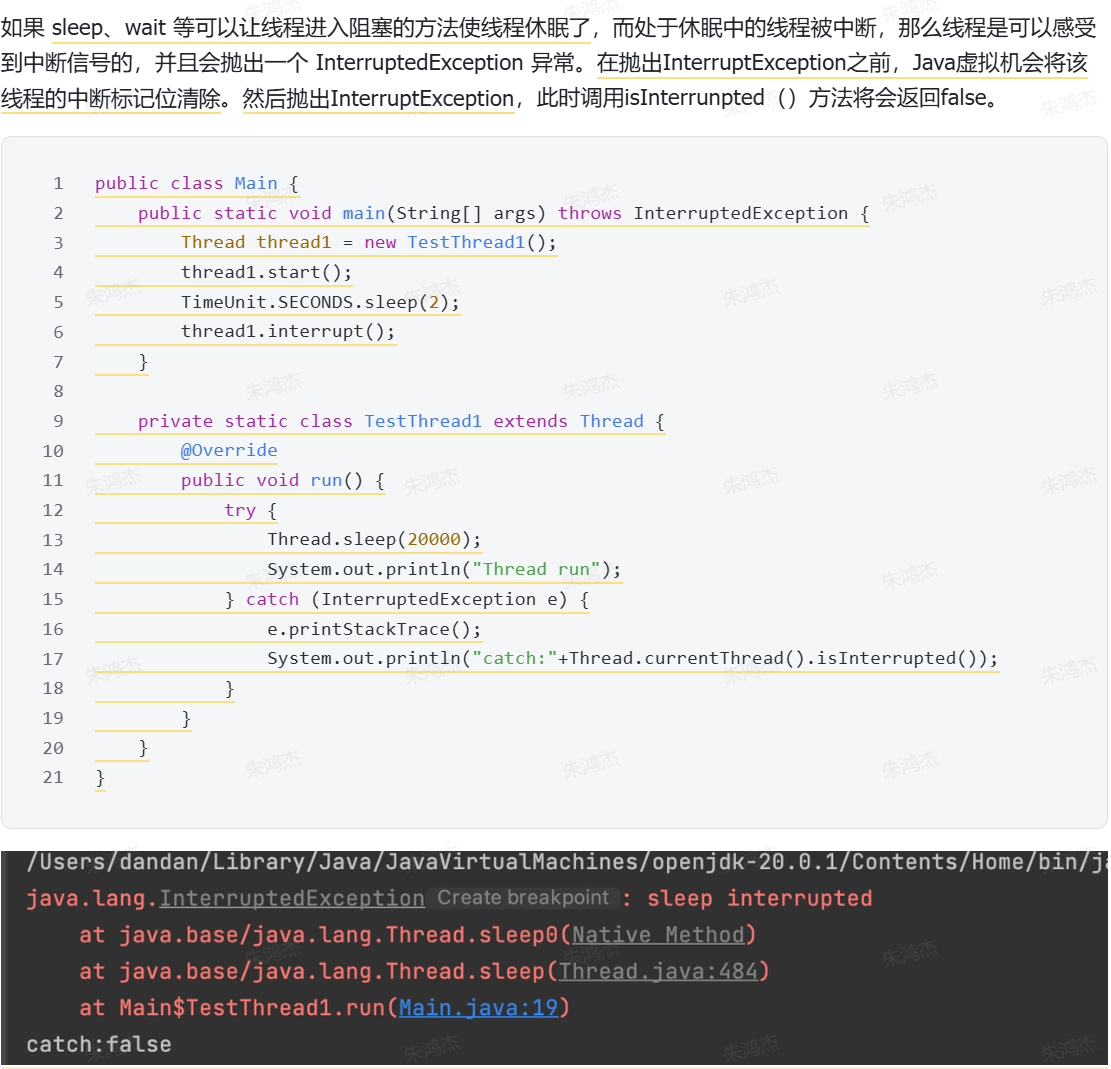 如果 sleep、wait 等可以让线程进入阻塞的方法使线程休眠了，而处于休眠中的线程被中断，那么线程是可以感受
到中断信号的，并且会抛出一个 InterruptedException 异常。在抛出InterruptException之前，Java虚拟机会将该
线程的中断标记位清除。然后抛出InterruptException，此时调用isInterrunpted（）方法将会返回false。
1 public class Main {
2     public static void main(String[] args) throws InterruptedException {
3         Thread thread1 = new TestThread1();
4         thread1.start();
5         TimeUnit.SECONDS.sleep(2);
6         thread1.interrupt();
7     }
8
9     private static class TestThread1 extends Thread {
10         @Override
11         public void run() {
12             try {
13                 Thread.sleep(20000);
14                 System.out.println("Thread run");
15             } catch (InterruptedException e) {
16                 e.printStackTrace();
17                 System.out.println("catch:"+Thread.currentThread().isInterrupted());
18             }
19         }
20     }
21 }
/Users/dandan/Library/Java/JavaVirtualMachines/openjdk-20.0.1/Contents/Home/bin/j
java.lang.InterruptedException Create breakpoint : sleep interrupted
    at java.base/java.lang.Thread.sleep0(Native Method)
    at java.base/java.lang.Thread.sleep(Thread.java:484)
    at Main$TestThread1.run(Main.java:19)
catch:false
朱鸿杰